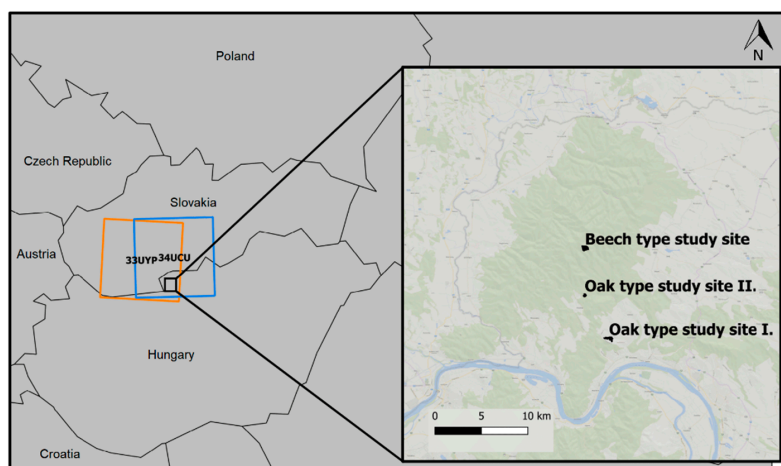 Poland
N
Czech Republic
Slovakia
Austria
33UYP
34UCU
Beech type study site
Oak type study site II.
Oak type study site I.
Hungary
0 5 10 km
Croatia